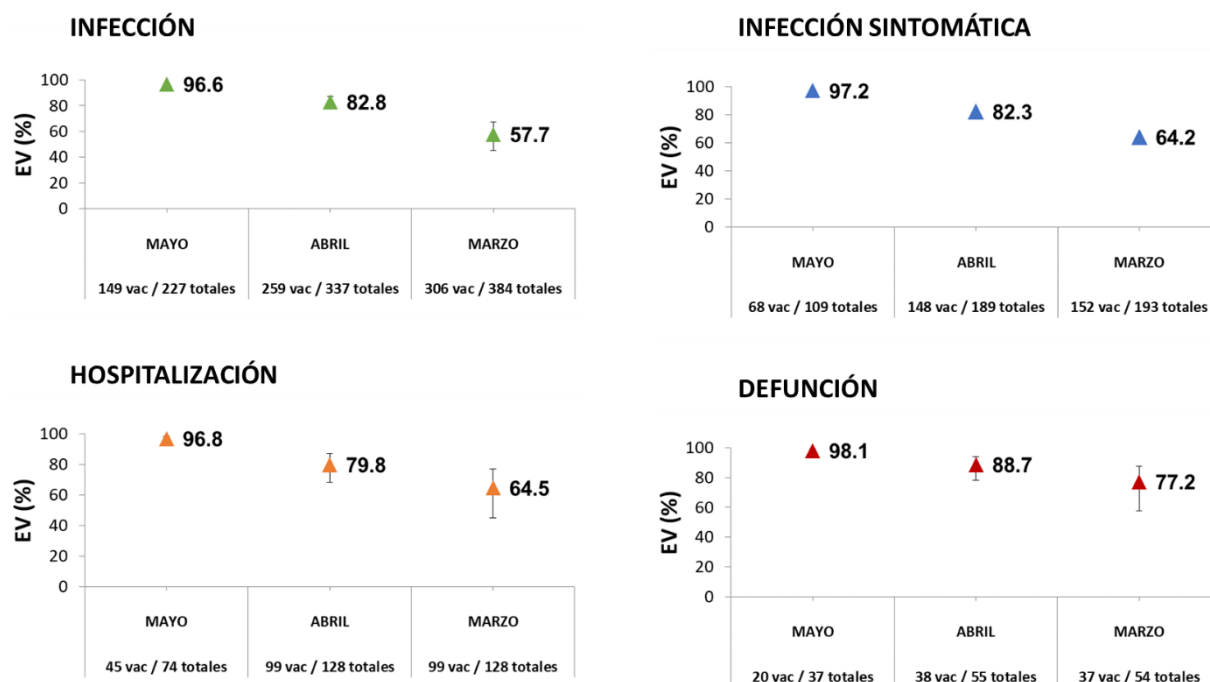 INFECCIÓN
EV (%)
100
80
60
40
20
0
96.6
82.8
57.7
MAYO
ABRIL
MARZO
149 vac / 227 totales
259 vac / 337 totales
306 vac / 384 totales
INFECCIÓN SINTOMÁTICA
EV (%)
100
80
60
40
20
0
97.2
82.3
64.2
MAYO
ABRIL
MARZO
68 vac / 109 totales
148 vac / 189 totales
152 vac / 193 totales
HOSPITALIZACIÓN
EV (%)
100
80
60
40
20
0
96.8
79.8
64.5
MAYO
ABRIL
MARZO
45 vac / 74 totales
99 vac / 128 totales
99 vac / 128 totales
DEFUNCIÓN
EV (%)
100
80
60
40
20
0
98.1
88.7
77.2
MAYO
ABRIL
MARZO
20 vac / 37 totales
38 vac / 55 totales
37 vac / 54 totales